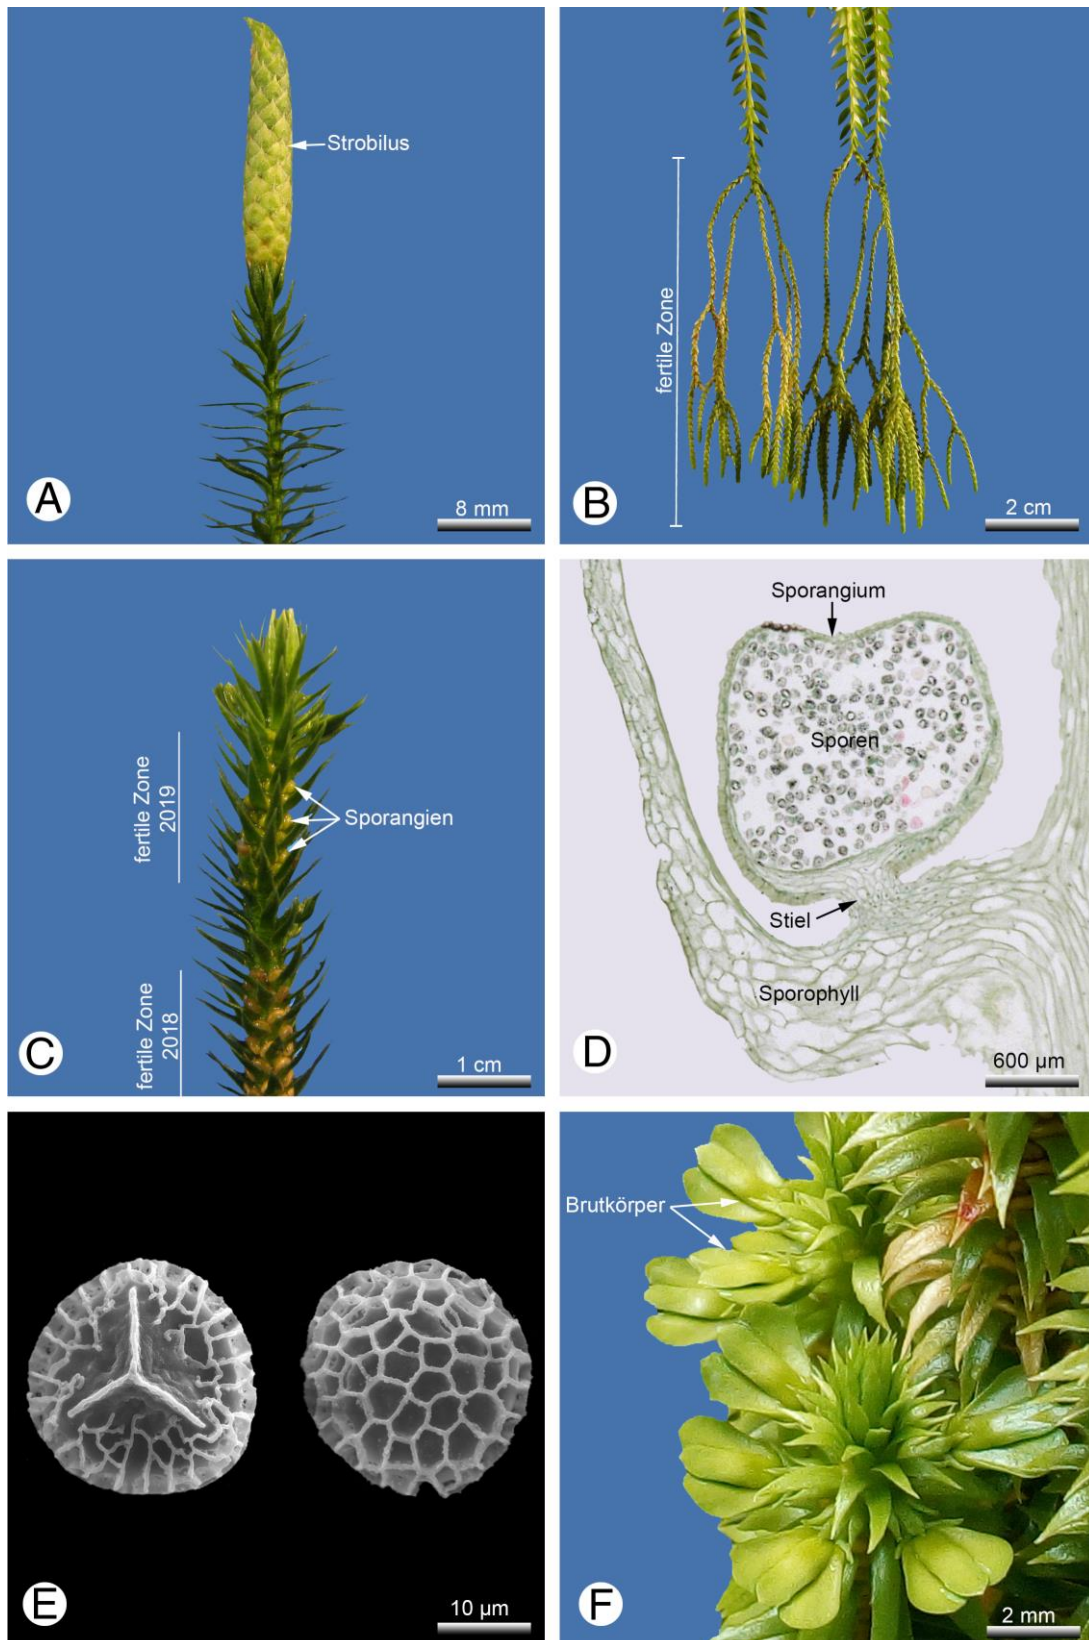 Strobilus
A
8 mm
fertile Zone
B
2 cm
fertile Zone
2019
Sporangien
fertile Zone
2018
C
1 cm
Sporangium
Sporen
Stiel
Sporophyll
D
600 µm
E
10 µm
Brutkörper
F
2 mm